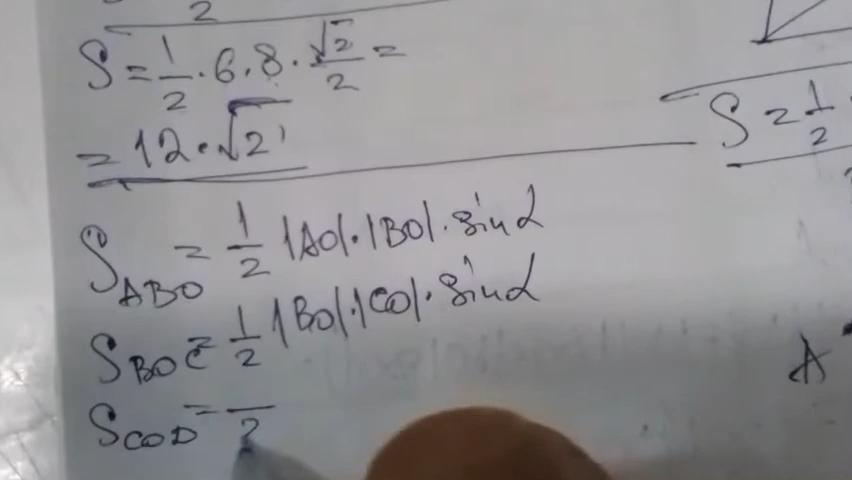 2
S = 1/2 · 6 · 8 · √2/2 =
= 12 · √2
S = 1/2
S_ABO = 1/2 |AO| · |BO| · sin α
S_BOC = 1/2 |BO| · |CO| · sin α
A
S_COD = —/2